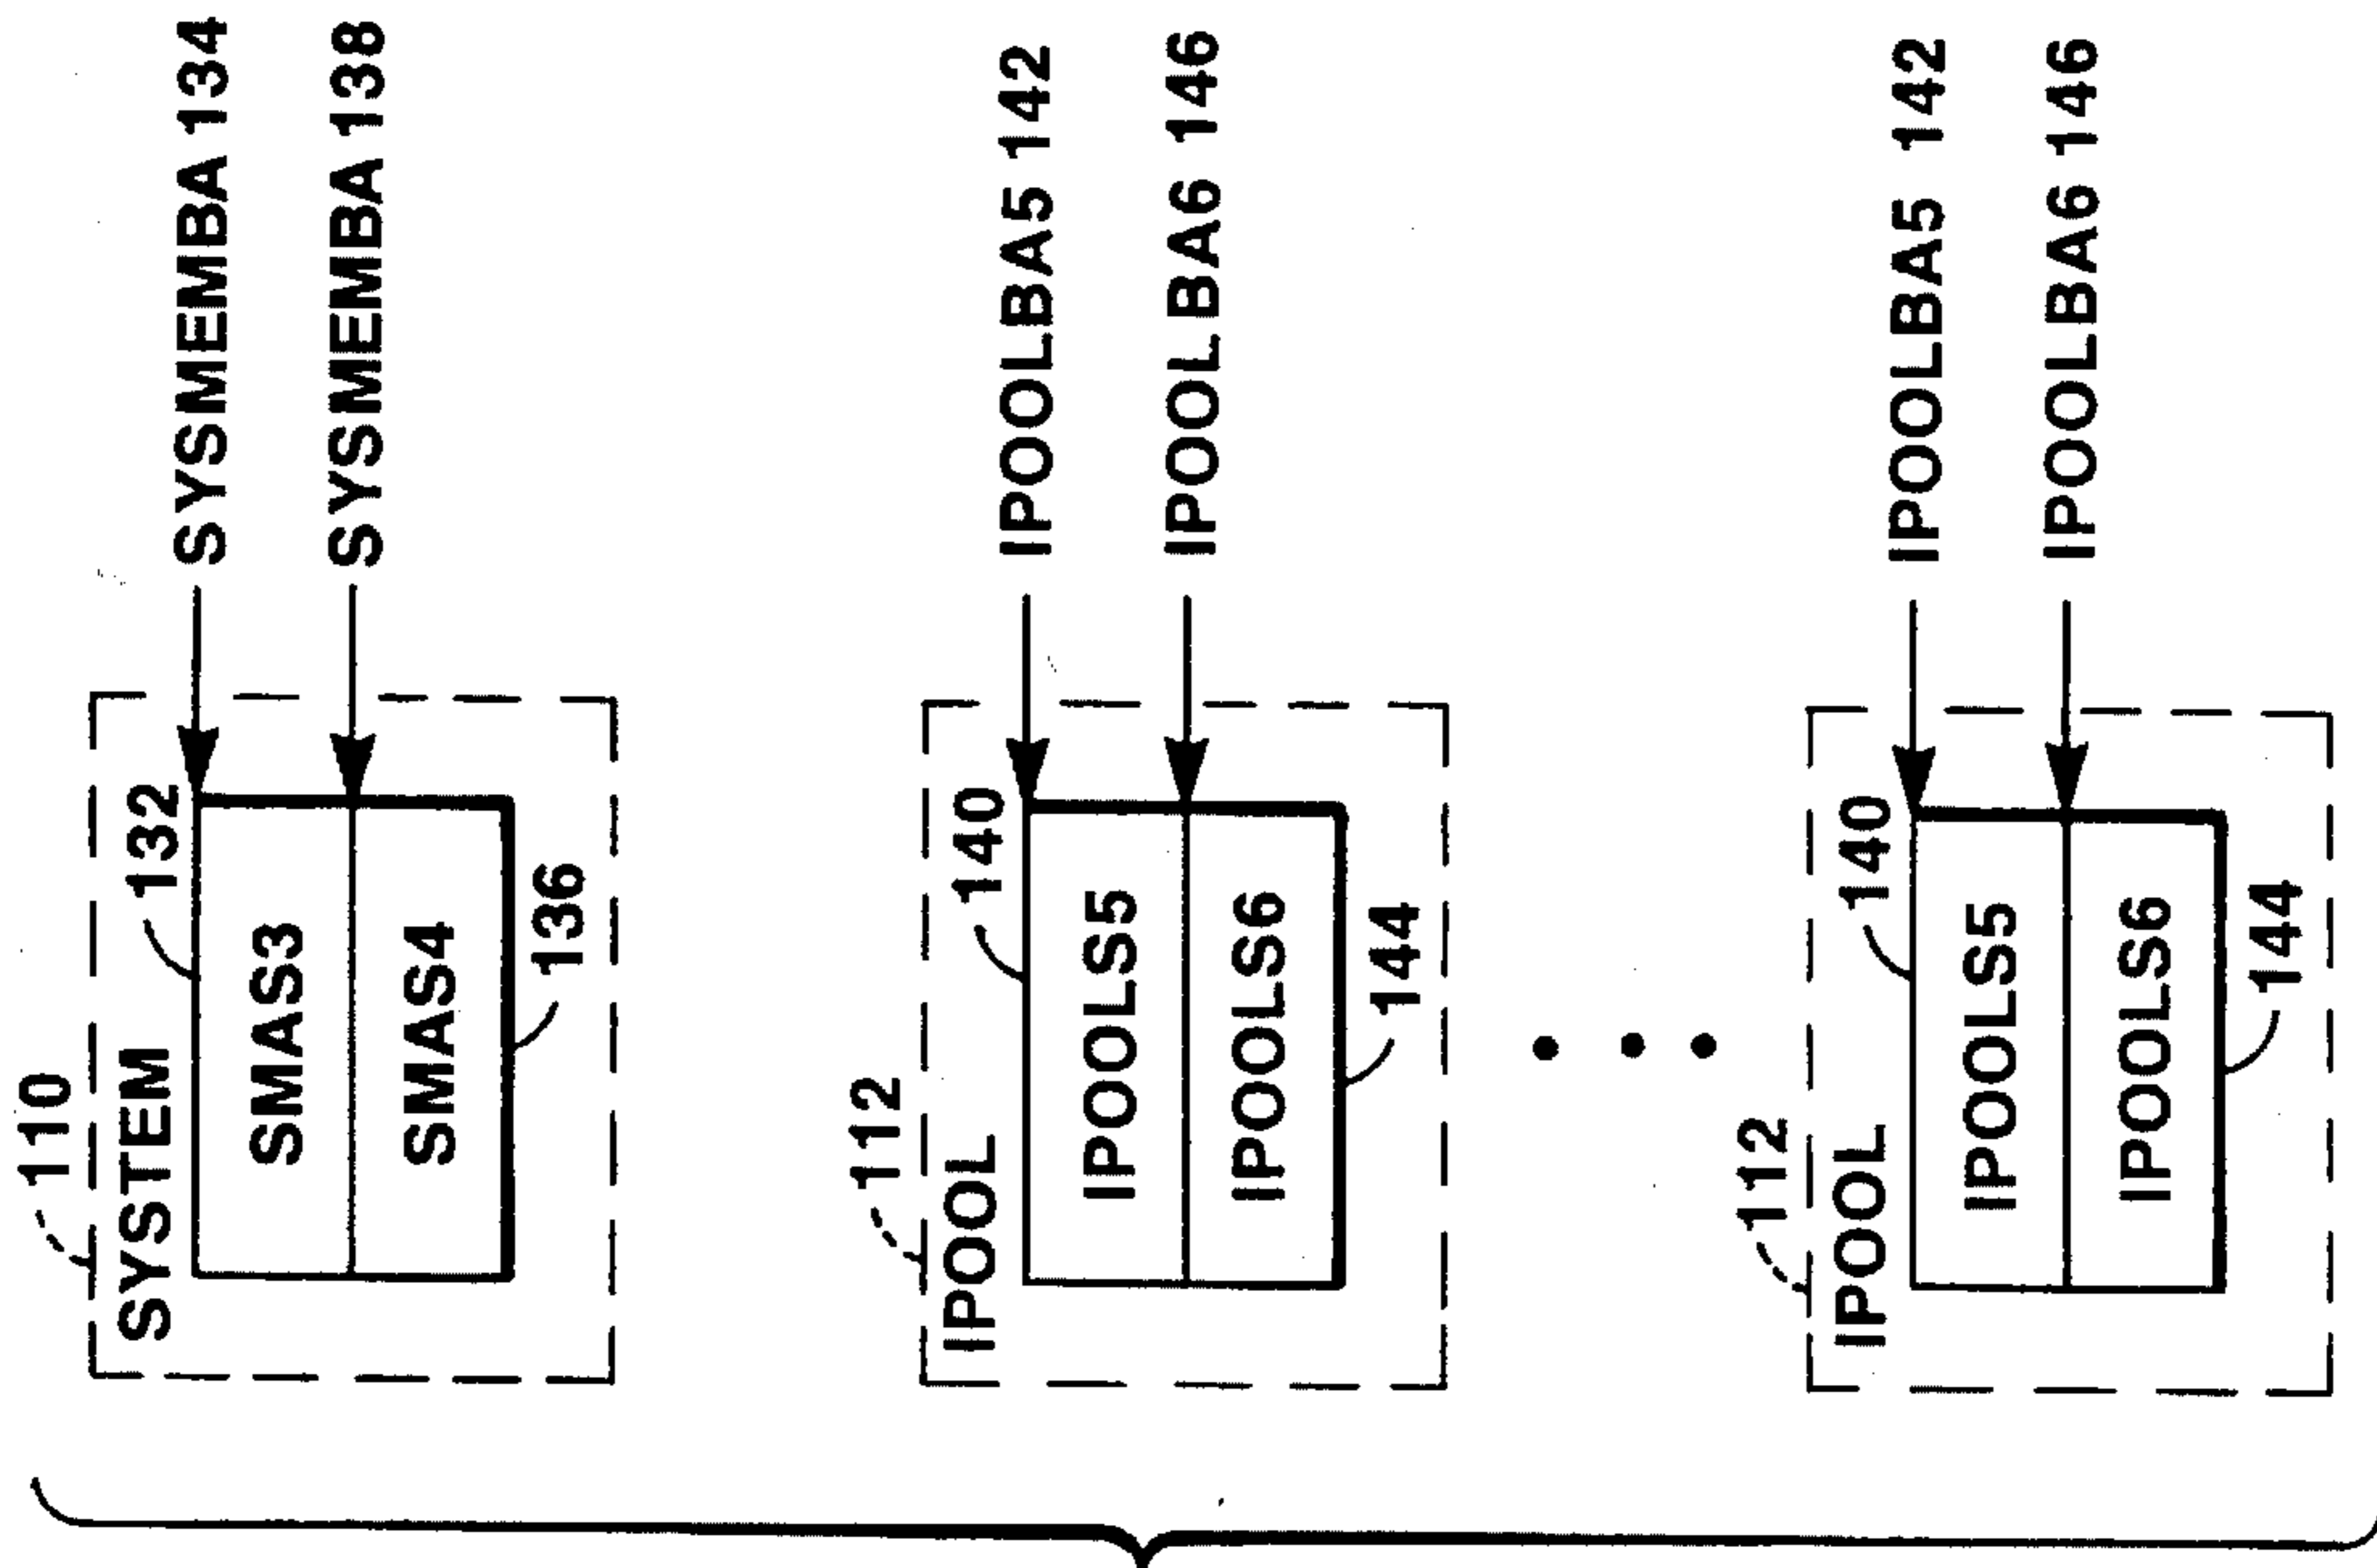 110
SYSTEM
132
SMAS3
SYSMEMBA 134
SMAS4
SYSMEMBA 138
136
112
IPOOL
140
IPOOLS5
IPOOLBA5 142
IPOOLS6
IPOOLBA6 146
144
112
IPOOL
140
IPOOLS5
IPOOLBA5 142
IPOOLS6
IPOOLBA6 146
144